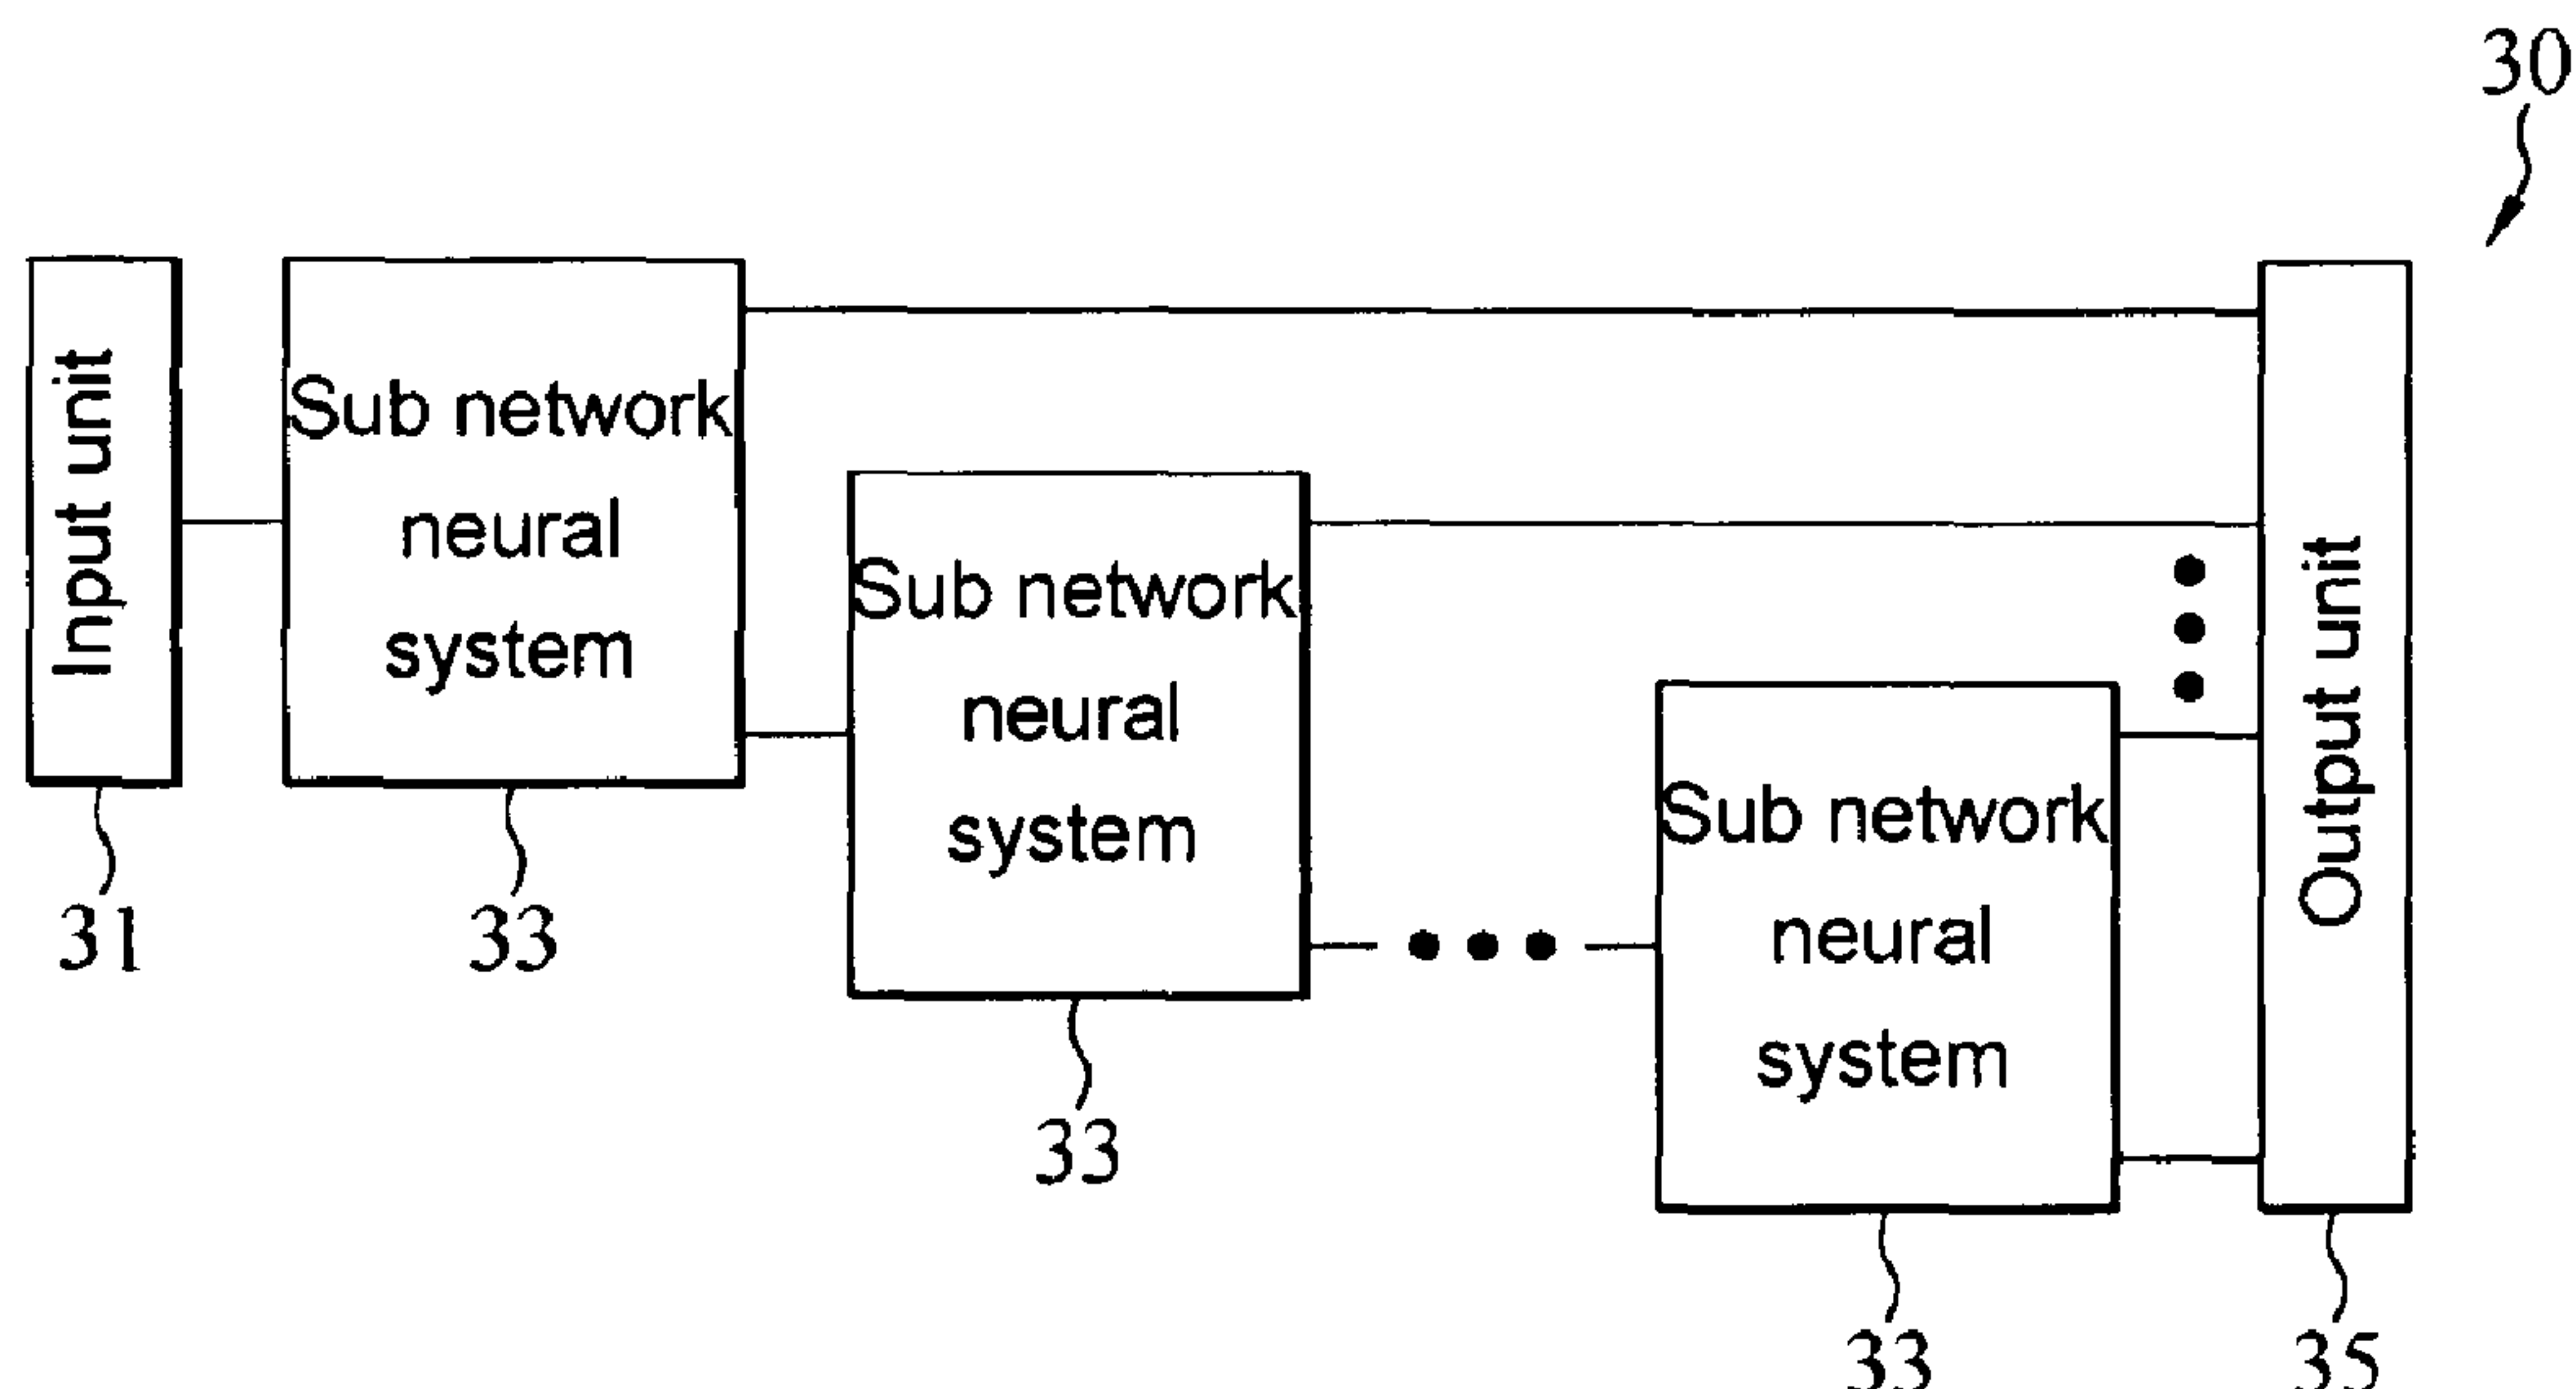 30
Input unit
Sub network
neural
system
Sub network
neural
system
Sub network
neural
system
Output unit
31
33
33
33
35